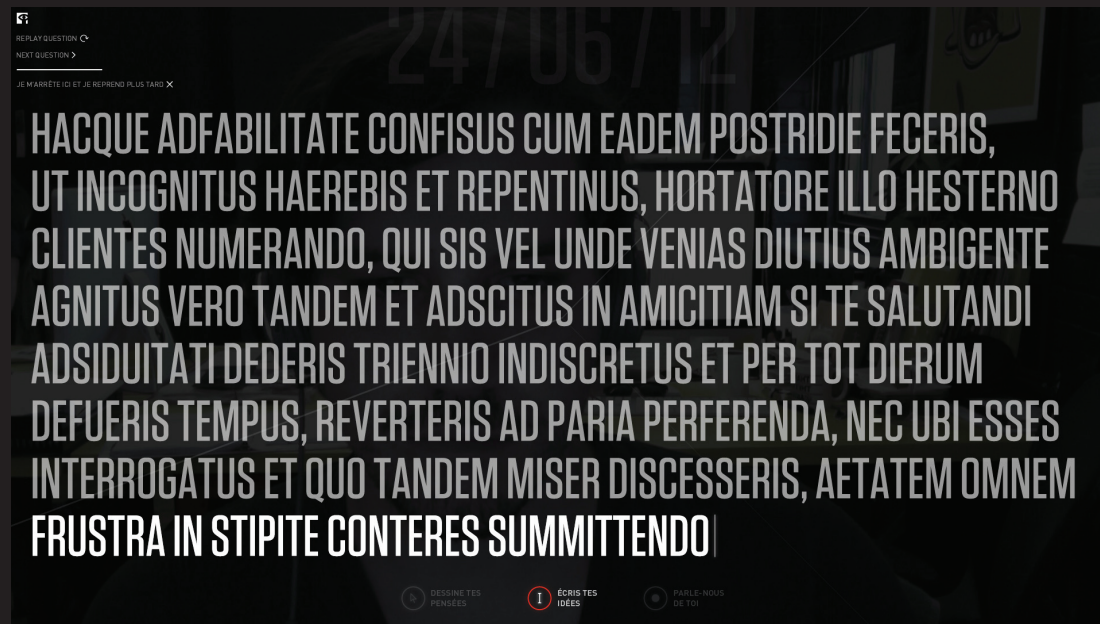 24/06/12
REPLAY QUESTION
NEXT QUESTION >
JE M'ARRÊTE ICI ET JE REPREND PLUS TARD X
HACQUE ADFABILITATE CONFISUS CUM EADEM POSTRIDIE FECERIS,
UT INCOGNITUS HAEREBIS ET REPENTINUS, HORTATORE ILLO HESTERNO
CLIENTES NUMERANDO, QUI SIS VEL UNDE VENIAS DIUTIUS AMBIGENTE
AGNITUS VERO TANDEM ET ADSCITUS IN AMICITIAM SI TE SALUTANDI
ADSIDUITATI DEDERIS TRIENNIO INDISCRETUS ET PER TOT DIERUM
DEFUERIS TEMPUS, REVERTERIS AD PARIA PERFERENDA, NEC UBI ESSES
INTERROGATUS ET QUO TANDEM MISER DISCESSERIS, AETATEM OMNEM
FRUSTRA IN STIPITE CONTERES SUMMITTENDO
DESSINE TES
PENSÉES
ÉCRIS TES
IDÉES
PARLE-NOUS
DE TOI